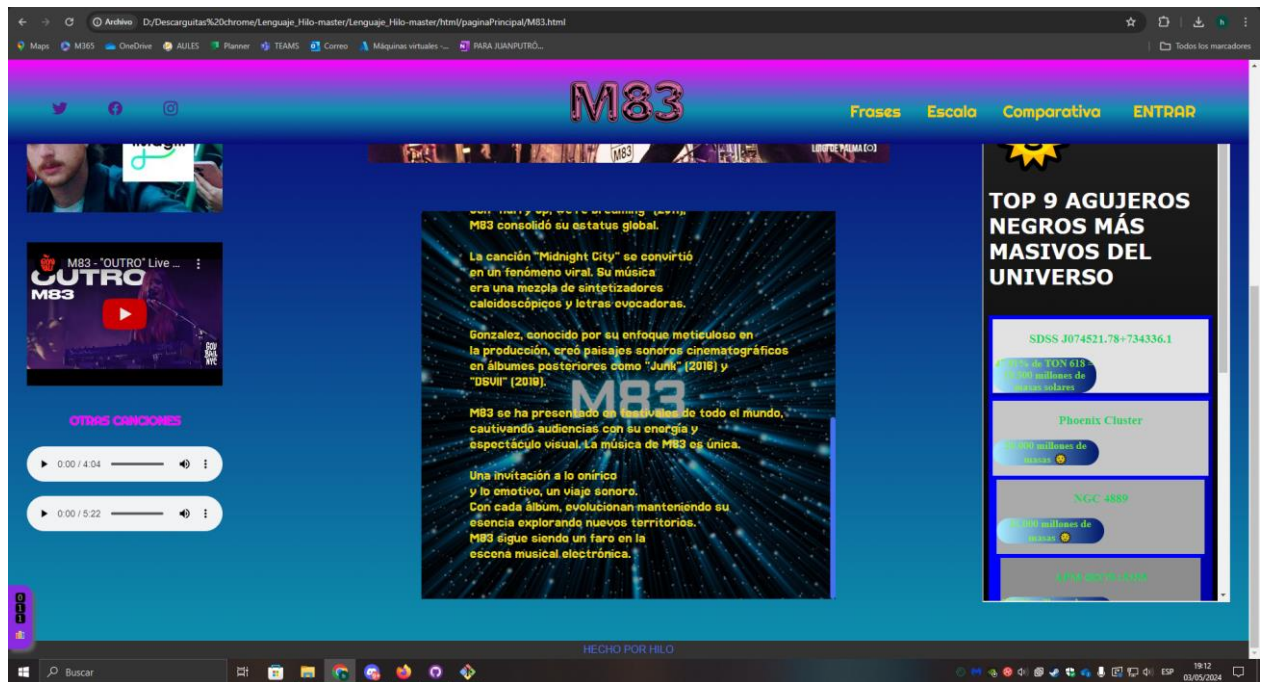 Archivo D:/Descarguitas%20chrome/Lenguaje_Hilo-master/Lenguaje_Hilo-master/html/paginaPrincipal/M83.html
Maps M365 OneDrive AULES Planner TEAMS Correo Máquinas virtuales -... PARA JUANPUTRÓ... Todos los marcadores
M83
Frases Escala Comparativa ENTRAR
M83
M83 - "OUTRO" Live ...
OUTRO
M83
OTRAS CANCIONES
0:00 / 4:04
0:00 / 5:22
M83 consolidó su estatus global.
La canción "Midnight City" se convirtió
en un fenómeno viral. Su música
era una mezcla de sintetizadores
caleidoscópicos y letras evocadoras.
Gonzalez, conocido por su enfoque meticuloso en
la producción, creó paisajes sonoros cinematográficos
en álbumes posteriores como "Junk" (2016) y
"DSVII" (2019).
M83
M83 se ha presentado en festivales de todo el mundo,
cautivando audiencias con su energía y
espectáculo visual. La música de M83 es única.
Una invitación a lo onírico
y lo emotivo, un viaje sonoro.
Con cada álbum, evolucionan manteniendo su
esencia explorando nuevos territorios.
M83 sigue siendo un faro en la
escena musical electrónica.
TOP 9 AGUJEROS
NEGROS MÁS
MASIVOS DEL
UNIVERSO
SDSS J074521.78+734336.1
de TON 618
millones de
masas solares
Phoenix Cluster
millones de
masas
NGC 4889
millones de
masas
011
HECHO POR HILO
Buscar
ESP
19:12
03/05/2024